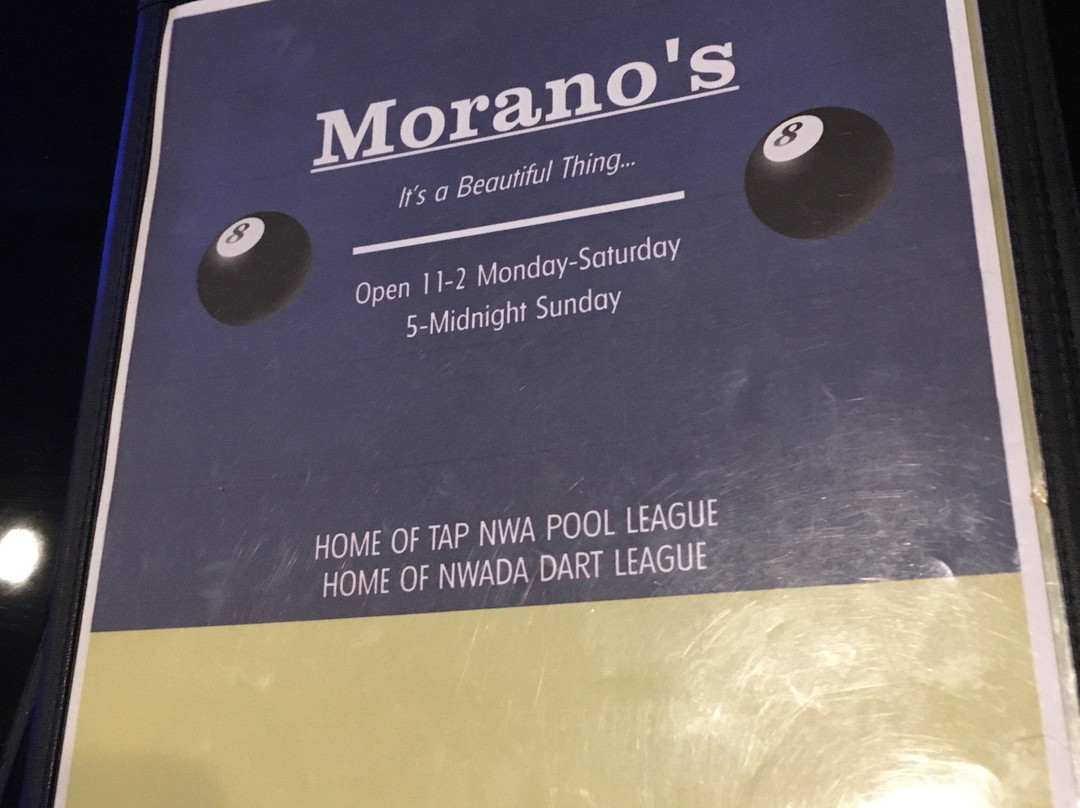 Morano's
It's a Beautiful Thing...
8
8
Open 11-2 Monday-Saturday
5-Midnight Sunday
HOME OF TAP NWA POOL LEAGUE
HOME OF NWADA DART LEAGUE